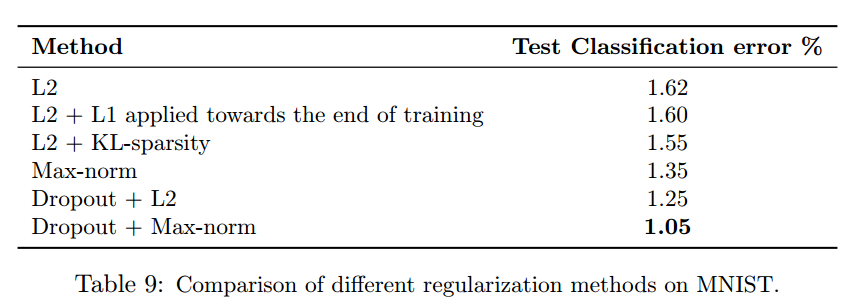 Method Test Classification error %
L2 1.62
L2 + L1 applied towards the end of training 1.60
L2 + KL-sparsity 1.55
Max-norm 1.35
Dropout + L2 1.25
Dropout + Max-norm 1.05
Table 9: Comparison of different regularization methods on MNIST.